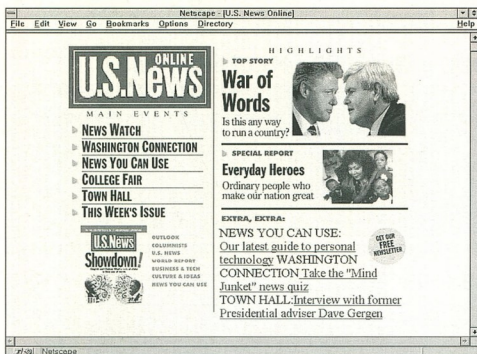 Netscape - [U.S. News Online]
File Edit View Go Bookmarks Options Directory Help
U.S.News
ONLINE
MAIN EVENTS
NEWS WATCH
WASHINGTON CONNECTION
NEWS YOU CAN USE
COLLEGE FAIR
TOWN HALL
THIS WEEK'S ISSUE
U.S.News
Showdown!
OUTLOOK
COLUMNISTS
U.S. NEWS
WORLD REPORT
BUSINESS & TECH
CULTURE & IDEAS
NEWS YOU CAN USE
HIGHLIGHTS
TOP STORY
War of
Words
Is this any way
to run a country?
SPECIAL REPORT
Everyday Heroes
Ordinary people who
make our nation great
EXTRA, EXTRA:
NEWS YOU CAN USE:
Our latest guide to personal
technology WASHINGTON
CONNECTION Take the "Mind
Junket" news quiz
TOWN HALL:Interview with former
Presidential adviser Dave Gergen
GET OUR
FREE
NEWSLETTER
Netscape